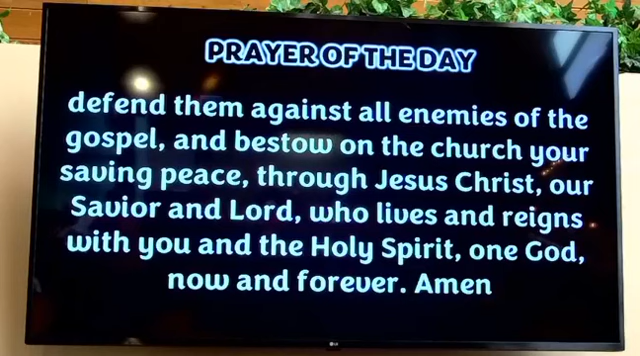 PRAYER OF THE DAY
defend them against all enemies of the
gospel, and bestow on the church your
saving peace, through Jesus Christ, our
Savior and Lord, who lives and reigns
with you and the Holy Spirit, one God,
now and forever. Amen
LG